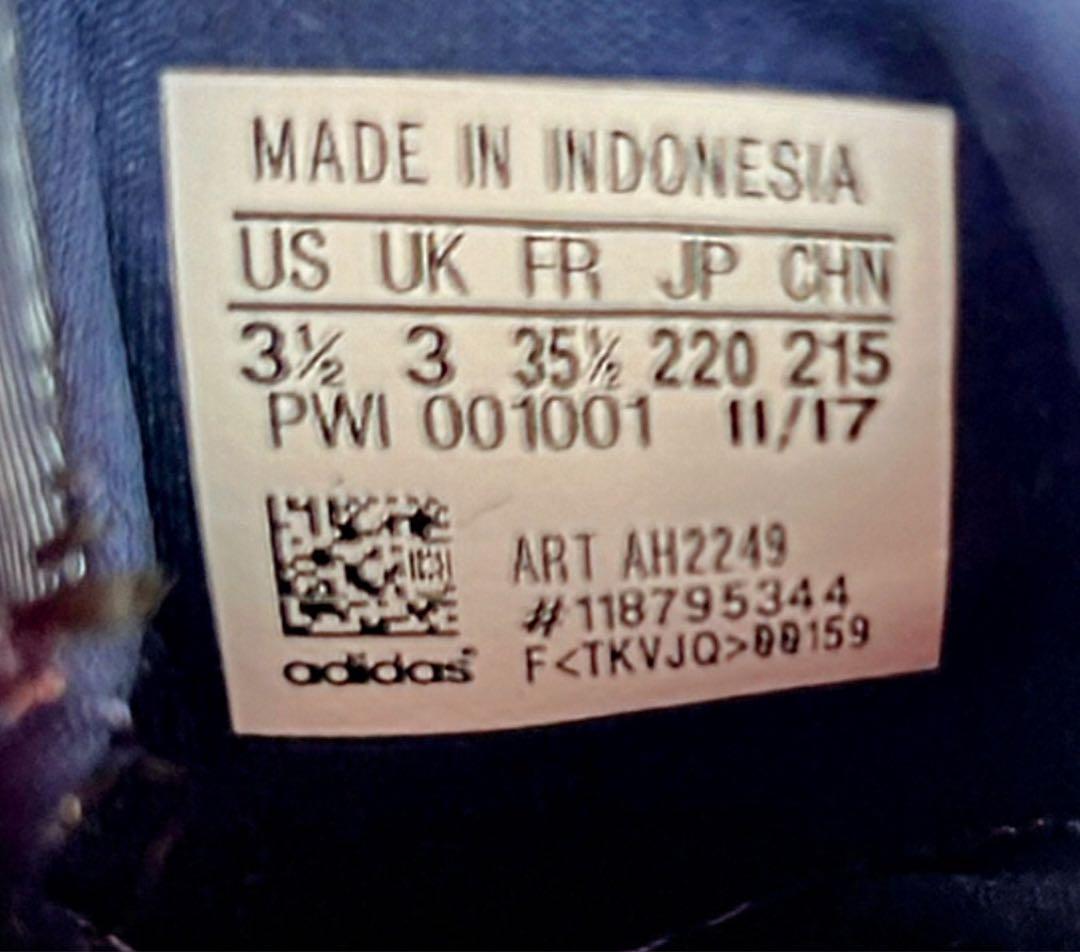 MADE IN INDONESIA
US UK FR JP CHN
3½ 3 35½ 220 215
PWI 001001 11/17
ART AH2249
#118795344
F<TKVJQ>00159
adidas